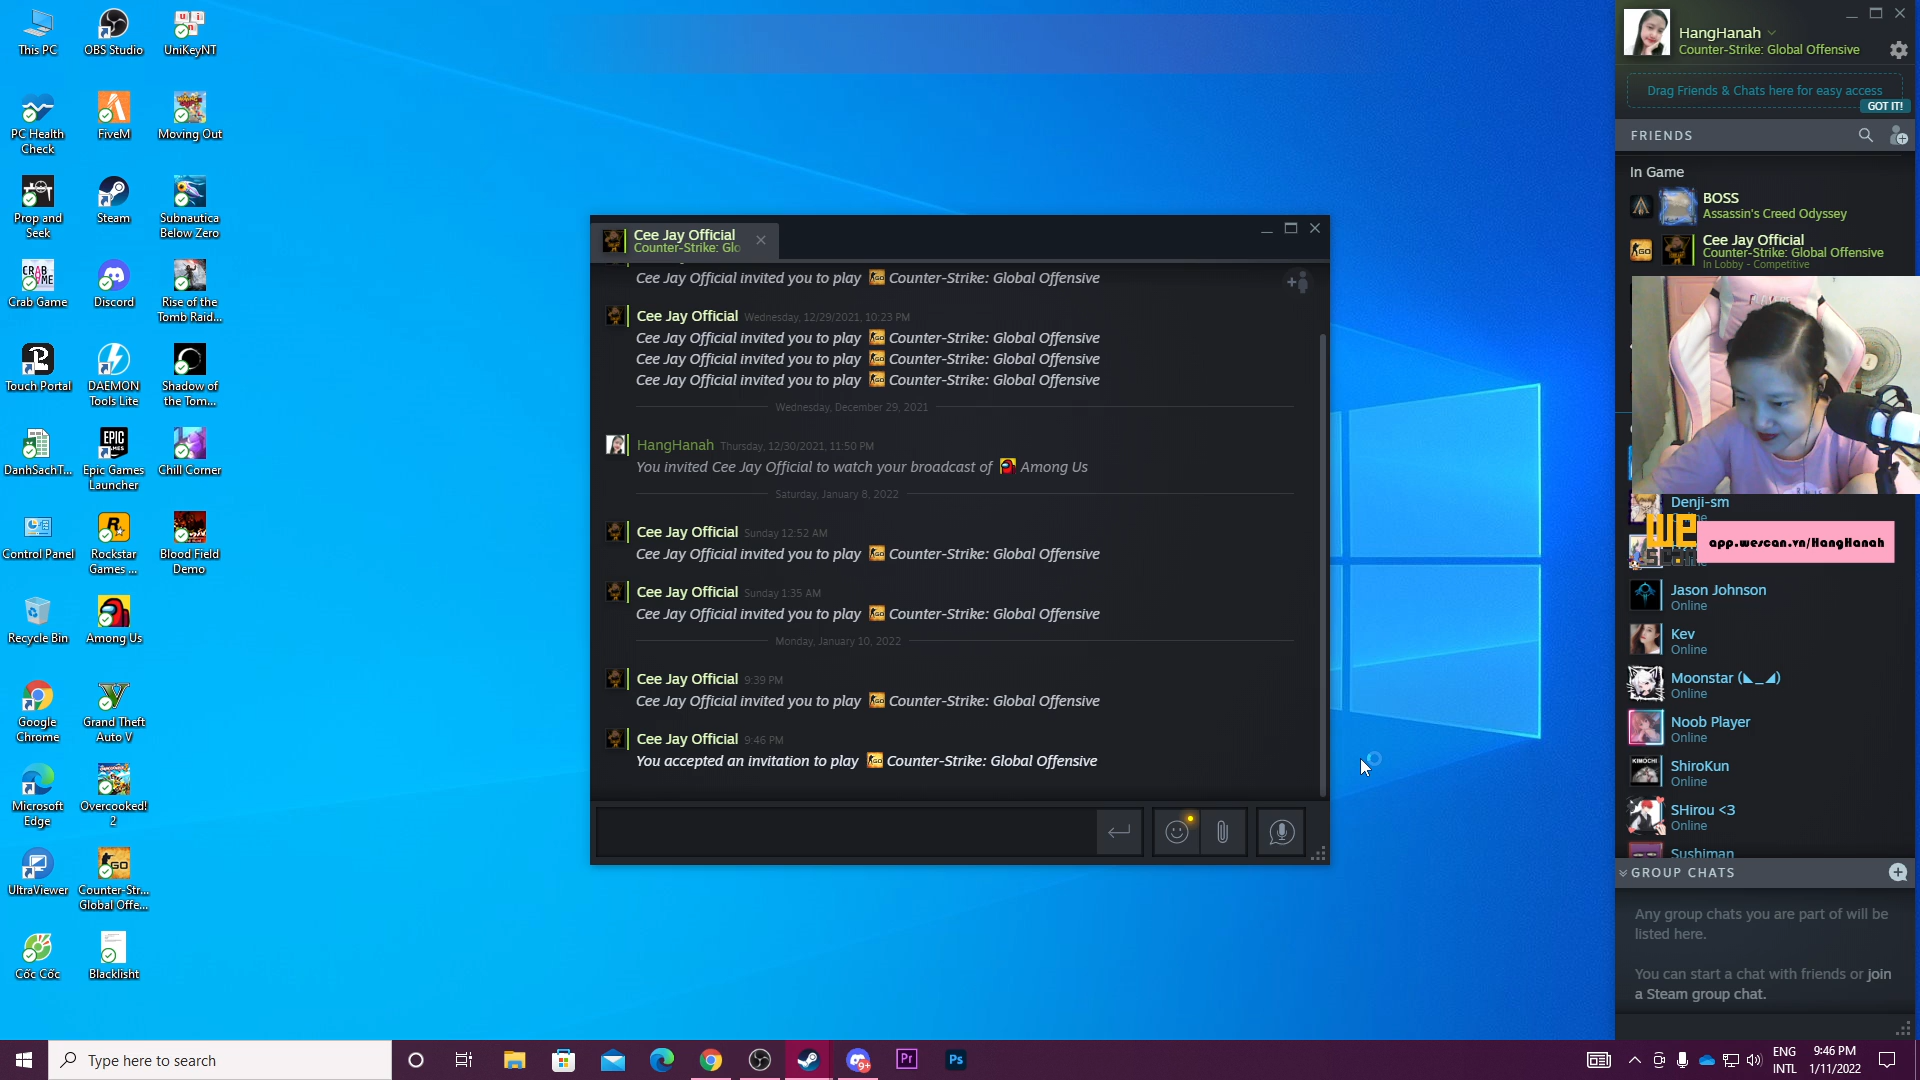 This PC
OBS Studio
UniKeyNT
PC Health
Check
FiveM
Moving Out
Prop and
Seek
Steam
Subnautica
Below Zero
Crab Game
Discord
Rise of the
Tomb Raid...
Touch Portal
DAEMON
Tools Lite
Shadow of
the Tom...
DanhSachT...
Epic Games
Launcher
Chill Corner
Control Panel
Rockstar
Games ...
Blood Field
Demo
Recycle Bin
Among Us
Google
Chrome
Grand Theft
Auto V
Microsoft
Edge
Overcooked!
2
UltraViewer
Counter-Str...
Global Offe...
Cốc Cốc
Blacklisht
Cee Jay Official
Counter-Strike: Glo
Cee Jay Official invited you to play Counter-Strike: Global Offensive
Cee Jay Official Wednesday, 12/29/2021, 10:23 PM
Cee Jay Official invited you to play Counter-Strike: Global Offensive
Cee Jay Official invited you to play Counter-Strike: Global Offensive
Cee Jay Official invited you to play Counter-Strike: Global Offensive
Wednesday, December 29, 2021
HangHanah Thursday, 12/30/2021, 11:50 PM
You invited Cee Jay Official to watch your broadcast of Among Us
Saturday, January 8, 2022
Cee Jay Official Sunday 12:52 AM
Cee Jay Official invited you to play Counter-Strike: Global Offensive
Cee Jay Official Sunday 1:35 AM
Cee Jay Official invited you to play Counter-Strike: Global Offensive
Monday, January 10, 2022
Cee Jay Official 9:39 PM
Cee Jay Official invited you to play Counter-Strike: Global Offensive
Cee Jay Official 9:46 PM
You accepted an invitation to play Counter-Strike: Global Offensive
HangHanah
Counter-Strike: Global Offensive
Drag Friends & Chats here for easy access
GOT IT!
FRIENDS
In Game
BOSS
Assassin's Creed Odyssey
Cee Jay Official
Counter-Strike: Global Offensive
In Lobby - Competitive
Denji-sm
we
scan
app.wescan.vn/HangHanah
Jason Johnson
Online
Kev
Online
Moonstar (◣_◢)
Online
Noob Player
Online
ShiroKun
Online
SHirou <3
Online
Sushiman
GROUP CHATS
Any group chats you are part of will be
listed here.
You can start a chat with friends or join
a Steam group chat.
Type here to search
ENG
INTL
9:46 PM
1/11/2022